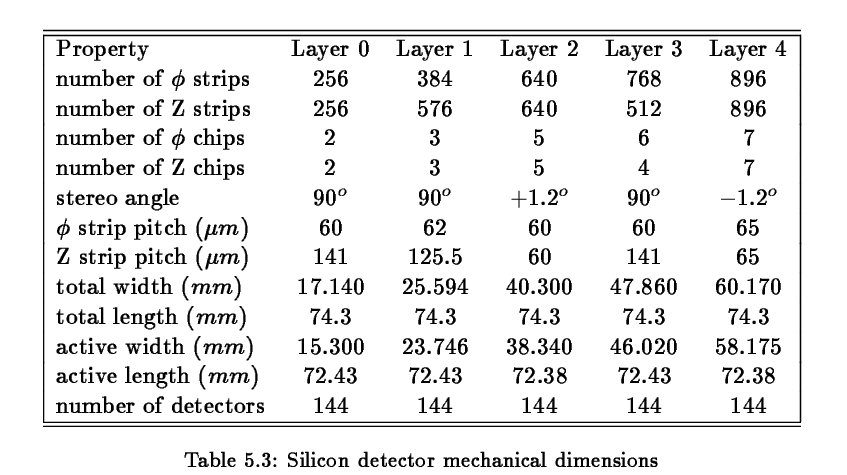 Property Layer 0 Layer 1 Layer 2 Layer 3 Layer 4
number of ϕ strips 256 384 640 768 896
number of Z strips 256 576 640 512 896
number of ϕ chips 2 3 5 6 7
number of Z chips 2 3 5 4 7
stereo angle 90° 90° +1.2° 90° −1.2°
ϕ strip pitch (μm) 60 62 60 60 65
Z strip pitch (μm) 141 125.5 60 141 65
total width (mm) 17.140 25.594 40.300 47.860 60.170
total length (mm) 74.3 74.3 74.3 74.3 74.3
active width (mm) 15.300 23.746 38.340 46.020 58.175
active length (mm) 72.43 72.43 72.38 72.43 72.38
number of detectors 144 144 144 144 144
Table 5.3: Silicon detector mechanical dimensions